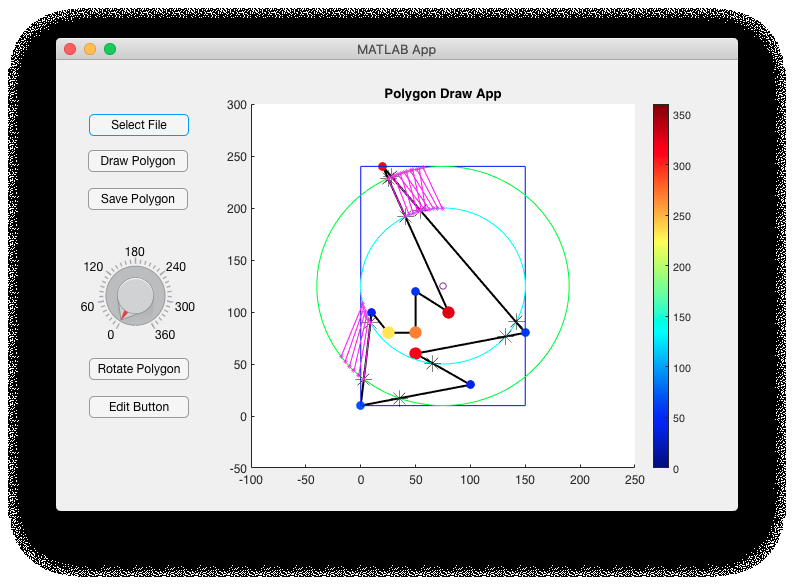 MATLAB App
Select File
Draw Polygon
Save Polygon
180
120 240
60 300
0 360
Rotate Polygon
Edit Button
Polygon Draw App
300
250
200
150
100
50
0
-50
-100 -50 0 50 100 150 200 250
350
300
250
200
150
100
50
0